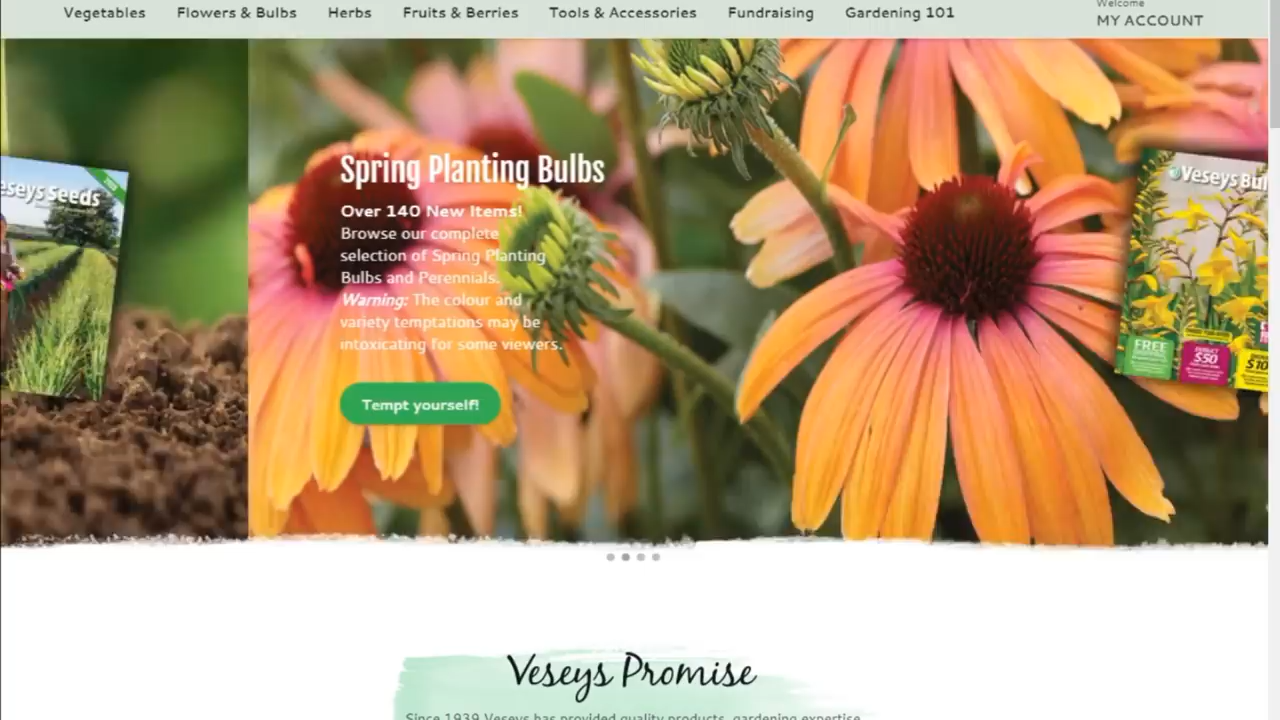 Vegetables Flowers & Bulbs Herbs Fruits & Berries Tools & Accessories Fundraising Gardening 101
Welcome
MY ACCOUNT
eseys Seeds
Spring Planting Bulbs
Over 140 New Items!
Browse our complete
selection of Spring Planting
Bulbs and Perennials.
Warning: The colour and
variety temptations may be
intoxicating for some viewers.
Tempt yourself!
Veseys Bul
FREE
$50
$10
Veseys Promise
Since 1939 Veseys has provided quality products, gardening expertise